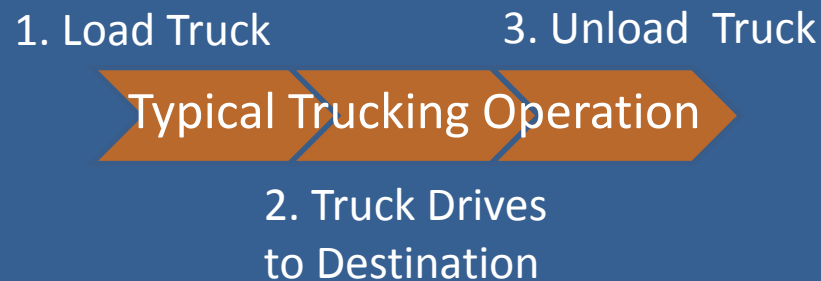 1. Load Truck
3. Unload Truck
Typical Trucking Operation
2. Truck Drives
to Destination